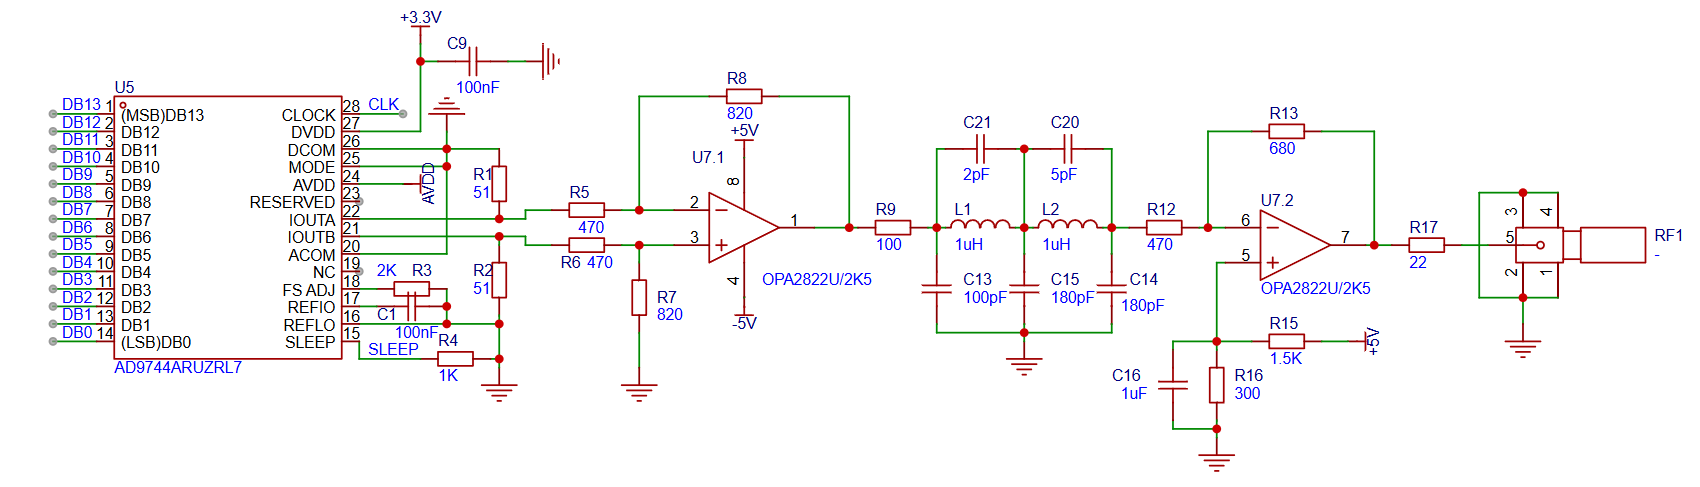 +3.3V
C9
100nF
U5
DB13 1 (MSB)DB13
DB12 2 DB12
DB11 3 DB11
DB10 4 DB10
DB9 5 DB9
DB8 6 DB8
DB7 7 DB7
DB6 8 DB6
DB5 9 DB5
DB4 10 DB4
DB3 11 DB3
DB2 12 DB2
DB1 13 DB1
DB0 14 (LSB)DB0
CLOCK 28 CLK
DVDD 27
DCOM 26
MODE 25
AVDD 24 AVDD
RESERVED 23
IOUTA 22
IOUTB 21
ACOM 20
NC 19
FS ADJ 18
REFIO 17
REFLO 16
SLEEP 15
SLEEP
AD9744ARUZRL7
R1
51
R2
51
2K R3
C1
100nF
R4
1K
R5
470
R6 470
R7
820
R8
820
+5V
U7.1
8
2
3
1
4
-5V
OPA2822U/2K5
R9
100
C21
2pF
C20
5pF
L1
1uH
L2
1uH
C13
100pF
C15
180pF
C14
180pF
R12
470
R13
680
U7.2
6
5
7
OPA2822U/2K5
R15
1.5K
+5V
C16
1uF
R16
300
R17
22
3
4
5
2
1
RF1
-